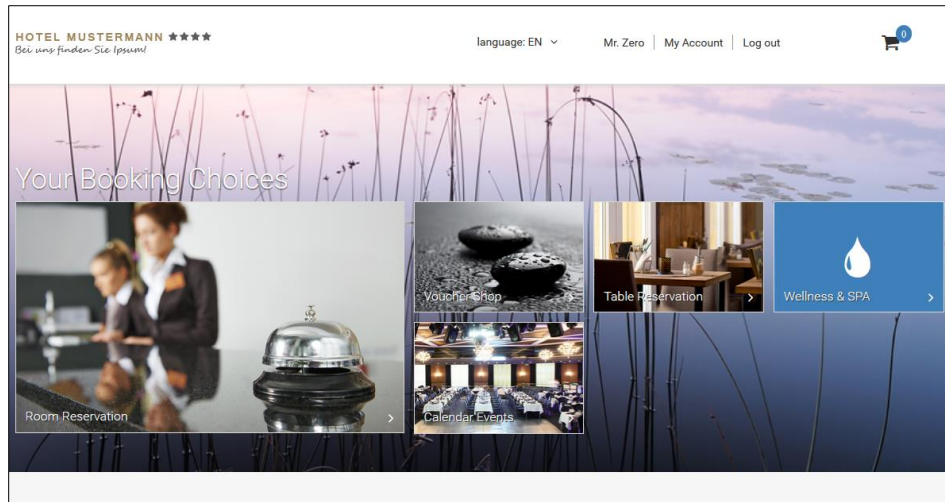 HOTEL MUSTERMANN ★★★★
Bei uns finden Sie Ipsum!
language: EN
Mr. Zero | My Account | Log out
0
Your Booking Choices
Voucher Shop
Table Reservation
Wellness & SPA
Room Reservation
Calendar Events